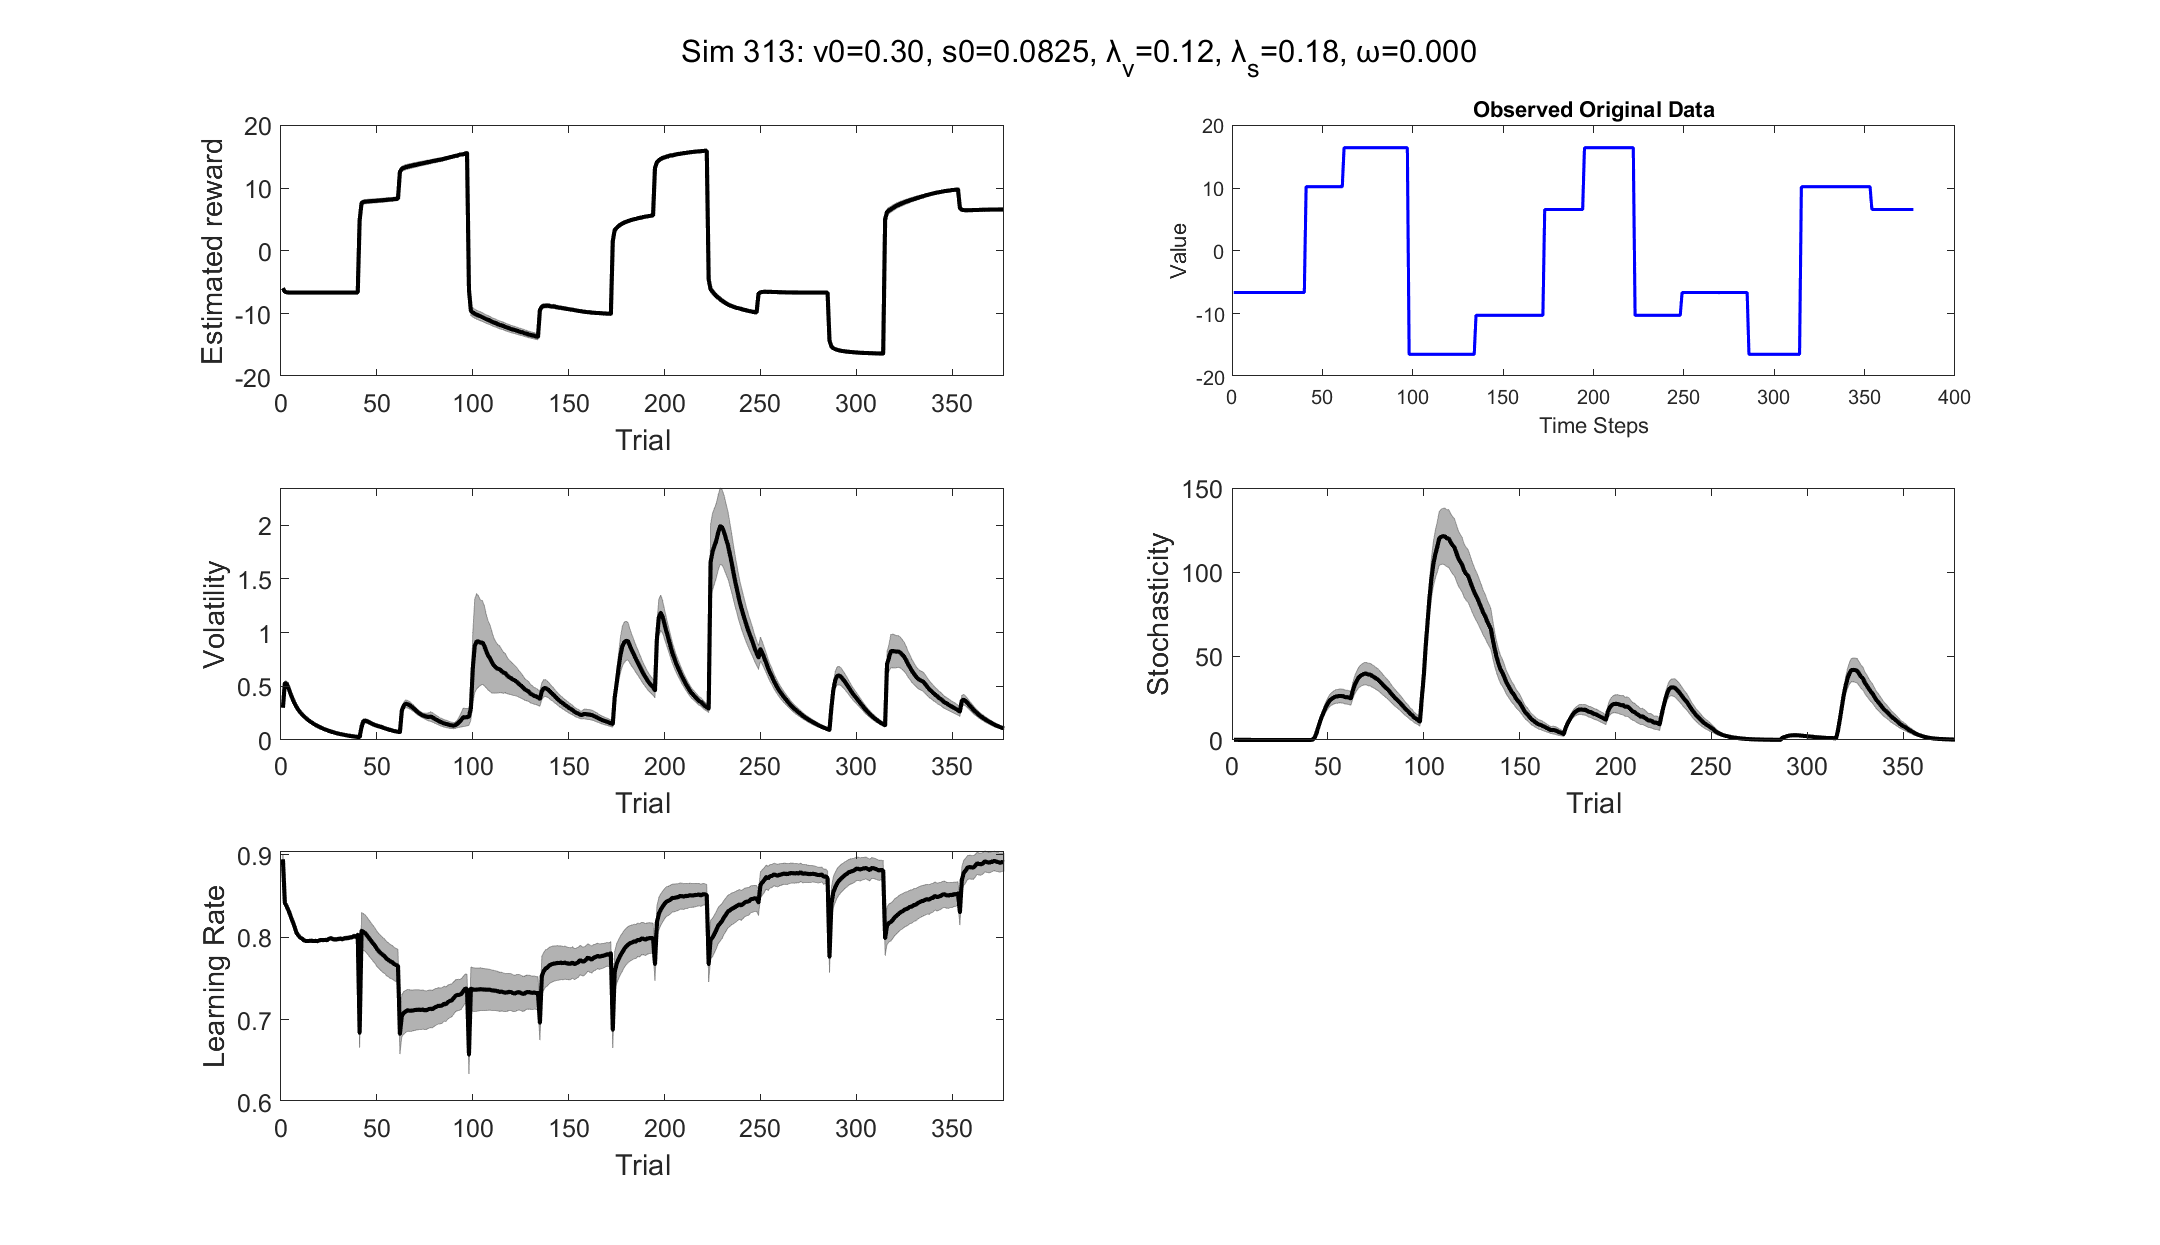 Sim 313: v0=0.30, s0=0.0825, λv=0.12, λs=0.18, ω=0.000
Estimated reward
20
10
0
-10
-20
0 50 100 150 200 250 300 350
Trial
Observed Original Data
Value
20
10
0
-10
-20
0 50 100 150 200 250 300 350 400
Time Steps
Volatility
2
1.5
1
0.5
0
0 50 100 150 200 250 300 350
Trial
Stochasticity
150
100
50
0
0 50 100 150 200 250 300 350
Trial
Learning Rate
0.9
0.8
0.7
0.6
0 50 100 150 200 250 300 350
Trial